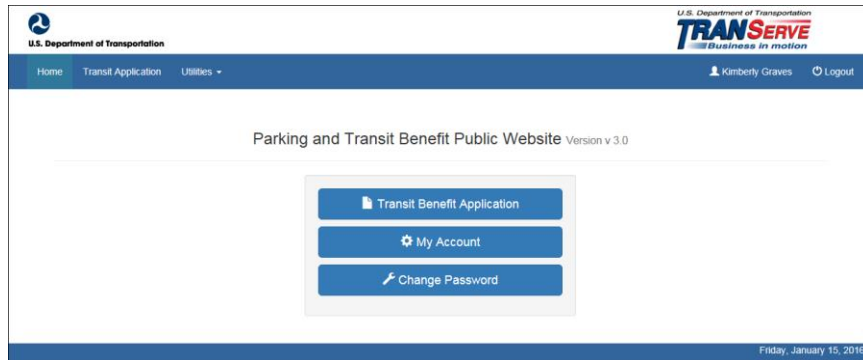 U.S. Department of Transportation
U.S. Department of Transportation
TRANSERVE
Business in motion
Home Transit Application Utilities Kimberly Graves Logout
Parking and Transit Benefit Public Website Version v 3.0
Transit Benefit Application
My Account
Change Password
Friday, January 15, 2016